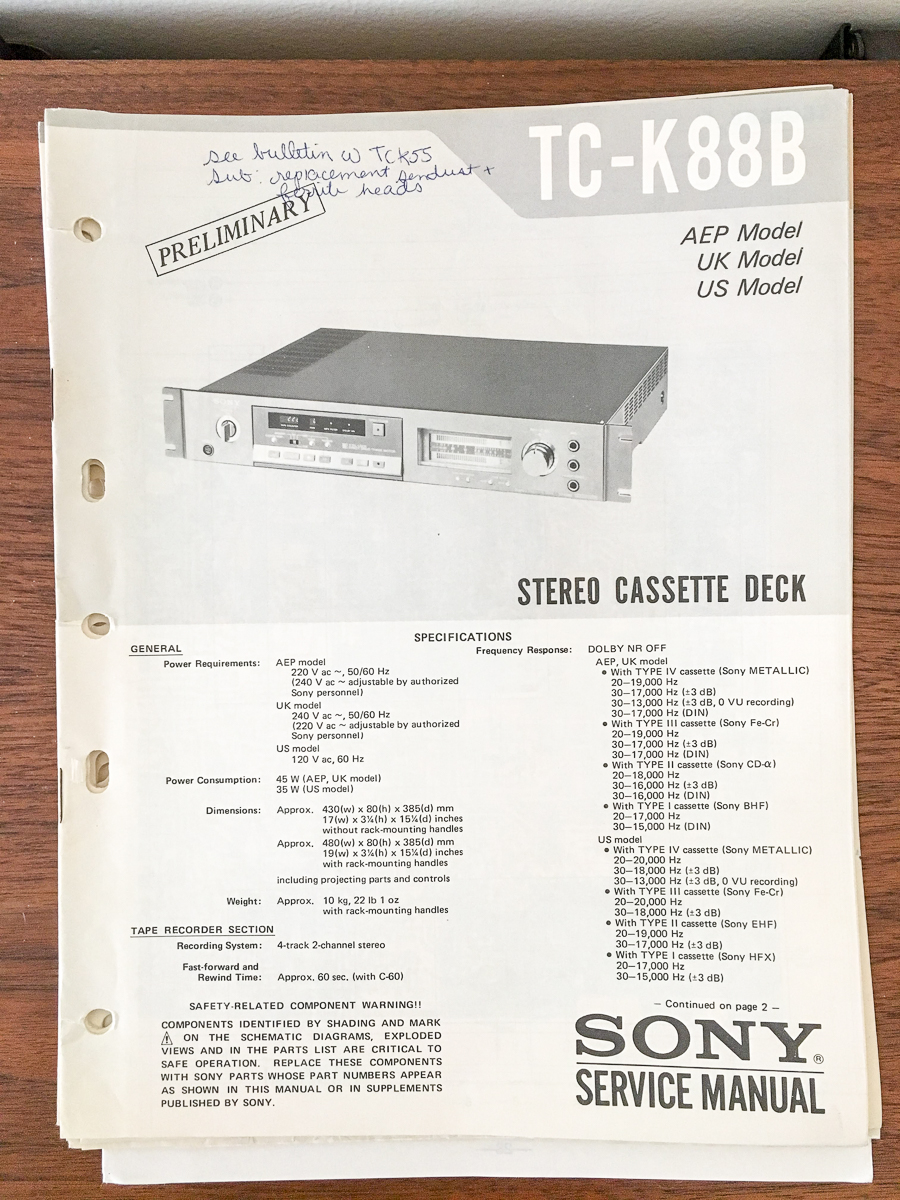 see bulletin w TCK55
sub: replacement sendust +
ferrite heads
PRELIMINARY
TC-K88B
AEP Model
UK Model
US Model
STEREO CASSETTE DECK
SPECIFICATIONS
GENERAL
Power Requirements: AEP model
220 V ac ~, 50/60 Hz
(240 V ac ~ adjustable by authorized
Sony personnel)
UK model
240 V ac ~, 50/60 Hz
(220 V ac ~ adjustable by authorized
Sony personnel)
US model
120 V ac, 60 Hz
Power Consumption: 45 W (AEP, UK model)
35 W (US model)
Dimensions: Approx. 430(w) x 80(h) x 385(d) mm
17(w) x 3¼(h) x 15¼(d) inches
without rack-mounting handles
Approx. 480(w) x 80(h) x 385(d) mm
19(w) x 3¼(h) x 15¼(d) inches
with rack-mounting handles
including projecting parts and controls
Weight: Approx. 10 kg, 22 lb 1 oz
with rack-mounting handles
TAPE RECORDER SECTION
Recording System: 4-track 2-channel stereo
Fast-forward and
Rewind Time: Approx. 60 sec. (with C-60)
Frequency Response: DOLBY NR OFF
AEP, UK model
• With TYPE IV cassette (Sony METALLIC)
20–19,000 Hz
30–17,000 Hz (±3 dB)
30–13,000 Hz (±3 dB, 0 VU recording)
30–17,000 Hz (DIN)
• With TYPE III cassette (Sony Fe-Cr)
20–19,000 Hz
30–17,000 Hz (±3 dB)
30–17,000 Hz (DIN)
• With TYPE II cassette (Sony CD-α)
20–18,000 Hz
30–16,000 Hz (±3 dB)
30–16,000 Hz (DIN)
• With TYPE I cassette (Sony BHF)
20–17,000 Hz
30–15,000 Hz (DIN)
US model
• With TYPE IV cassette (Sony METALLIC)
20–20,000 Hz
30–18,000 Hz (±3 dB)
30–13,000 Hz (±3 dB, 0 VU recording)
• With TYPE III cassette (Sony Fe-Cr)
20–20,000 Hz
30–18,000 Hz (±3 dB)
• With TYPE II cassette (Sony EHF)
20–19,000 Hz
30–17,000 Hz (±3 dB)
• With TYPE I cassette (Sony HFX)
20–17,000 Hz
30–15,000 Hz (±3 dB)
– Continued on page 2 –
SAFETY-RELATED COMPONENT WARNING!!
COMPONENTS IDENTIFIED BY SHADING AND MARK
⚠ ON THE SCHEMATIC DIAGRAMS, EXPLODED
VIEWS AND IN THE PARTS LIST ARE CRITICAL TO
SAFE OPERATION. REPLACE THESE COMPONENTS
WITH SONY PARTS WHOSE PART NUMBERS APPEAR
AS SHOWN IN THIS MANUAL OR IN SUPPLEMENTS
PUBLISHED BY SONY.
SONY®
SERVICE MANUAL